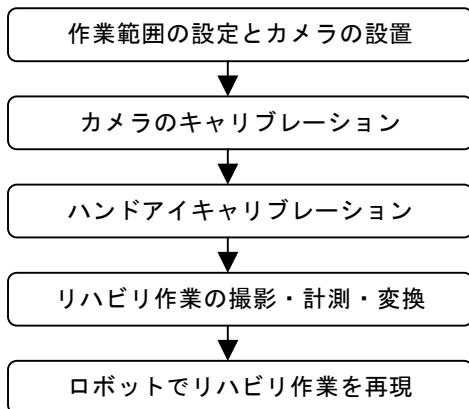 作業範囲の設定とカメラの設置
カメラのキャリブレーション
ハンドアイキャリブレーション
リハビリ作業の撮影・計測・変換
ロボットでリハビリ作業を再現